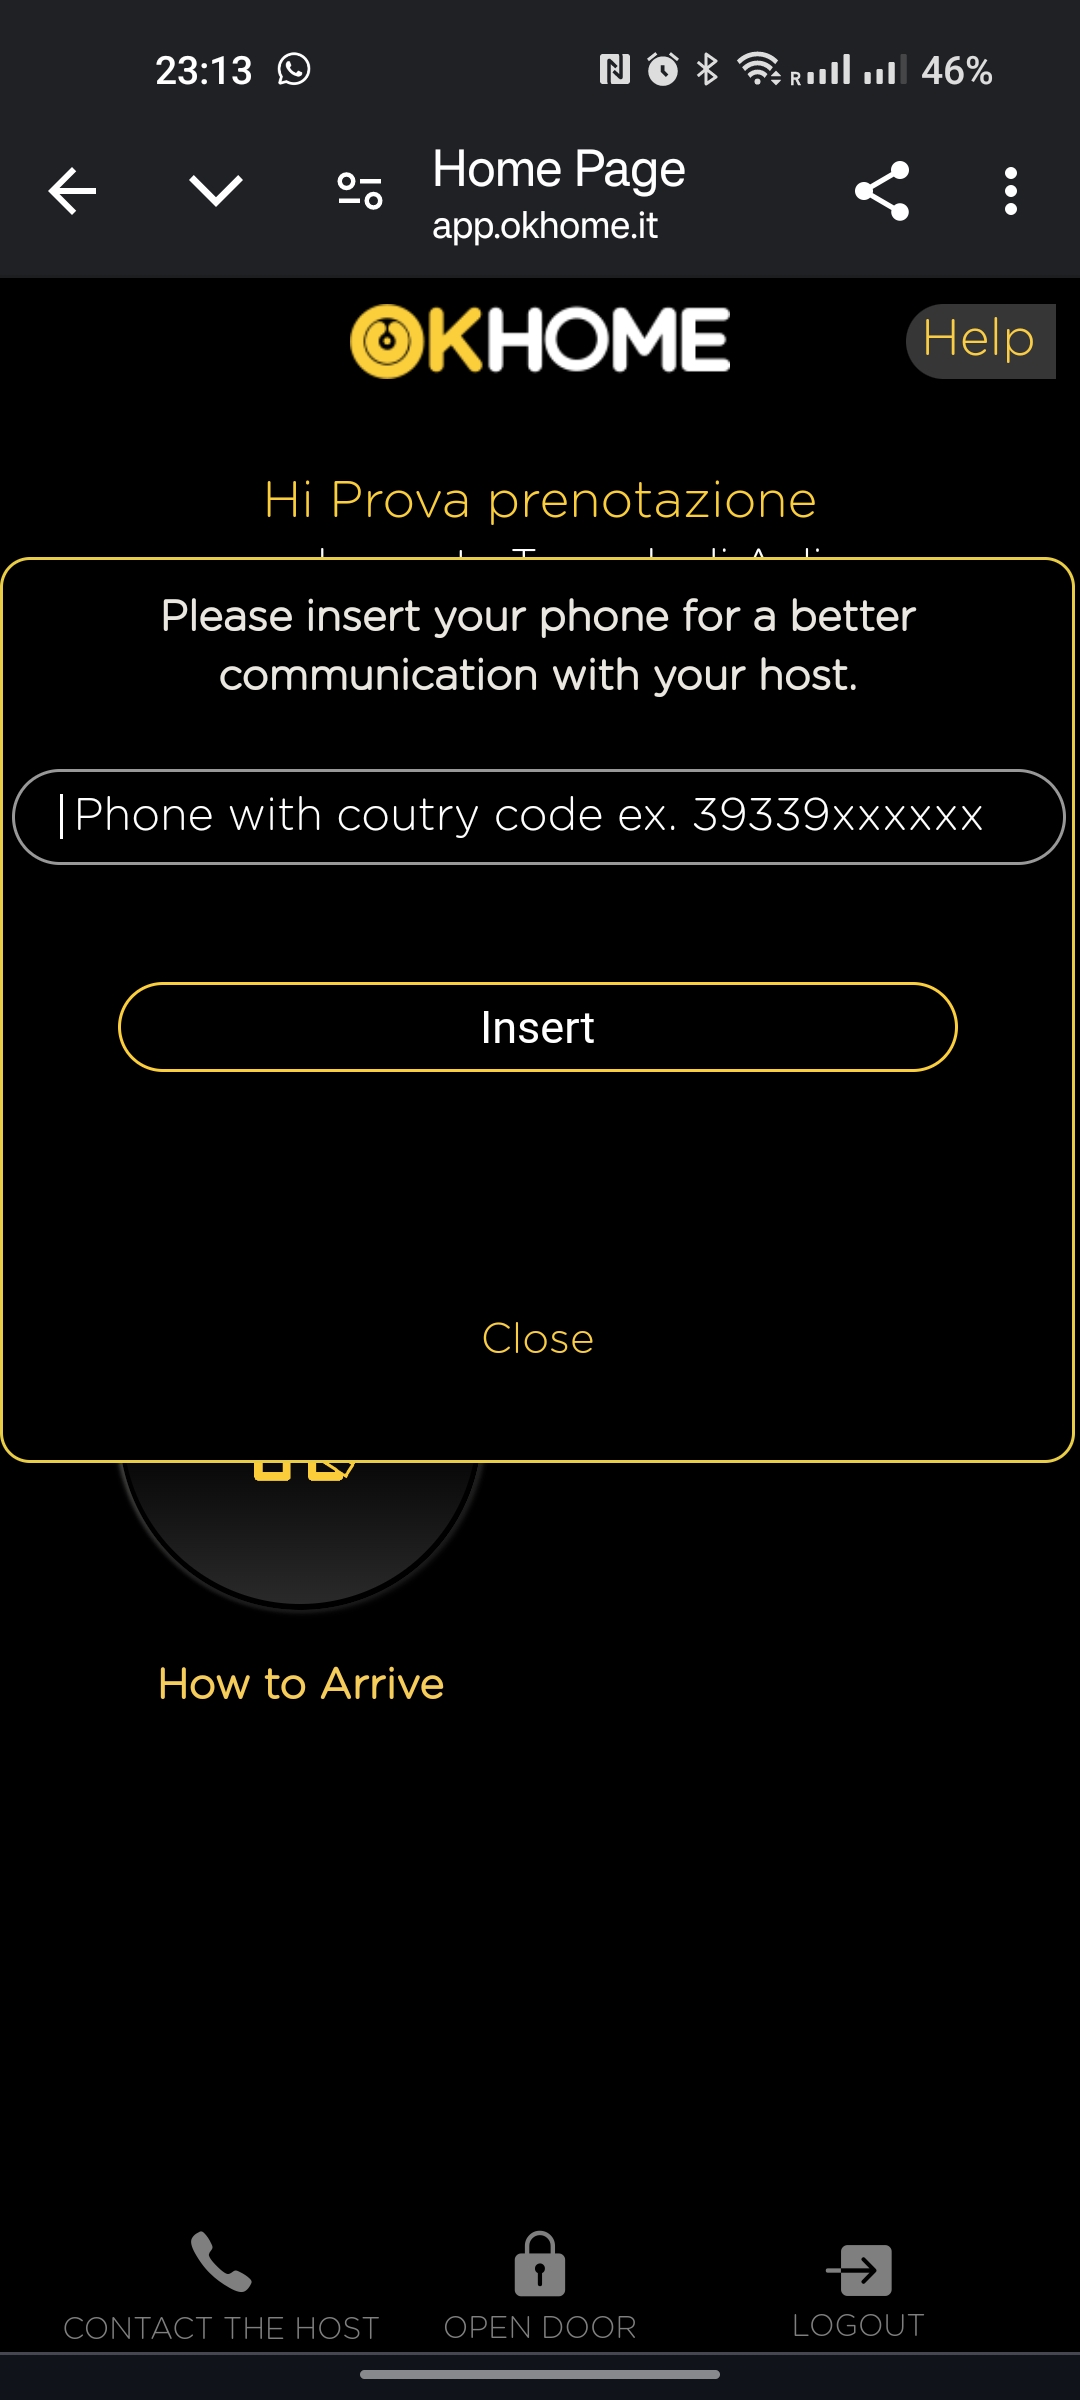 23:13 R 46%
Home Page
app.okhome.it
OKHOME Help
Hi Prova prenotazione
Please insert your phone for a better
communication with your host.
Phone with coutry code ex. 39339xxxxxx
Insert
Close
How to Arrive
CONTACT THE HOST OPEN DOOR LOGOUT